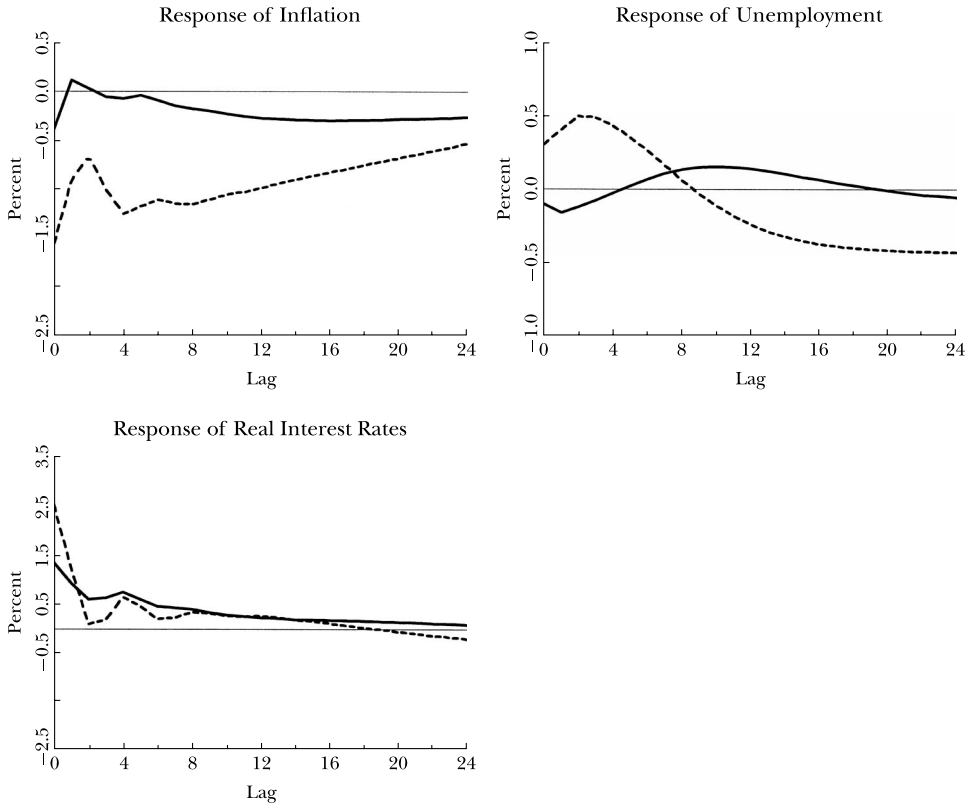 Response of Inflation
Percent
0.5
0.0
−0.5
−1.5
−2.5
0 4 8 12 16 20 24
Lag
Response of Unemployment
Percent
1.0
0.5
0.0
−0.5
−1.0
0 4 8 12 16 20 24
Lag
Response of Real Interest Rates
Percent
3.5
2.5
1.5
0.5
−0.5
−2.5
0 4 8 12 16 20 24
Lag